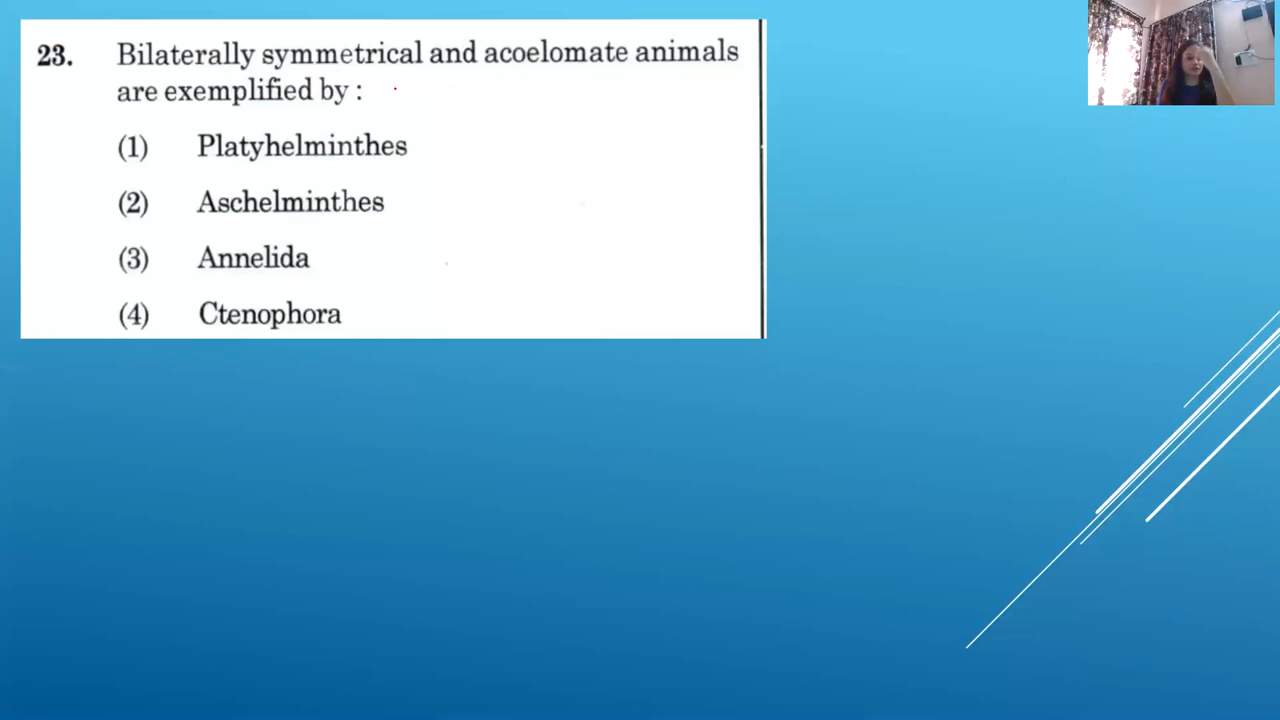 23. Bilaterally symmetrical and acoelomate animals
are exemplified by :
(1) Platyhelminthes
(2) Aschelminthes
(3) Annelida
(4) Ctenophora